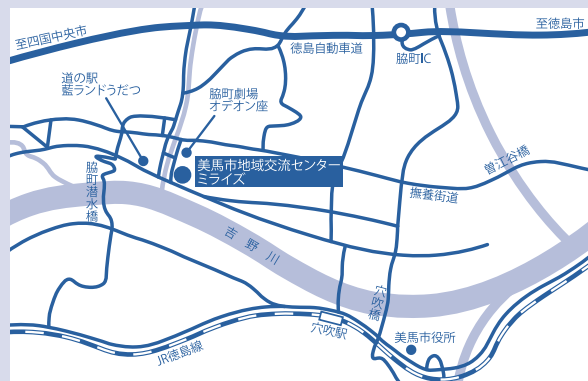 至四国中央市
至徳島市
徳島自動車道
脇町IC
道の駅
藍ランドうだつ
脇町劇場
オデオン座
美馬市地域交流センター
ミライズ
曽江谷橋
撫養街道
脇町潜水橋
吉野川
穴吹橋
穴吹駅
美馬市役所
JR徳島線